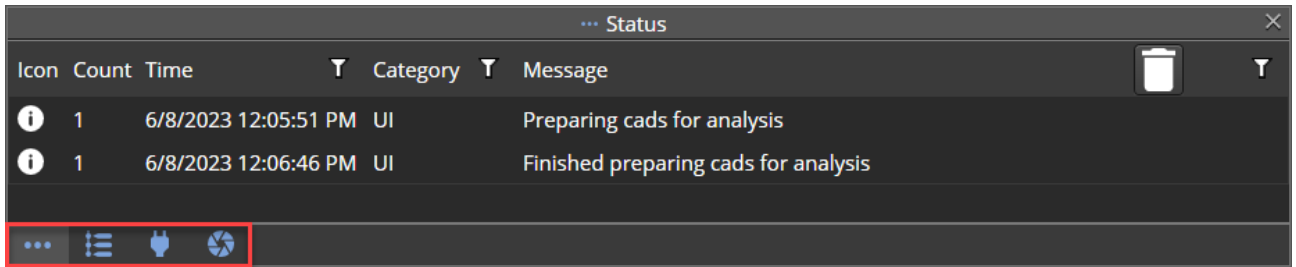 Status
Icon Count Time Category Message
1 6/8/2023 12:05:51 PM UI Preparing cads for analysis
1 6/8/2023 12:06:46 PM UI Finished preparing cads for analysis